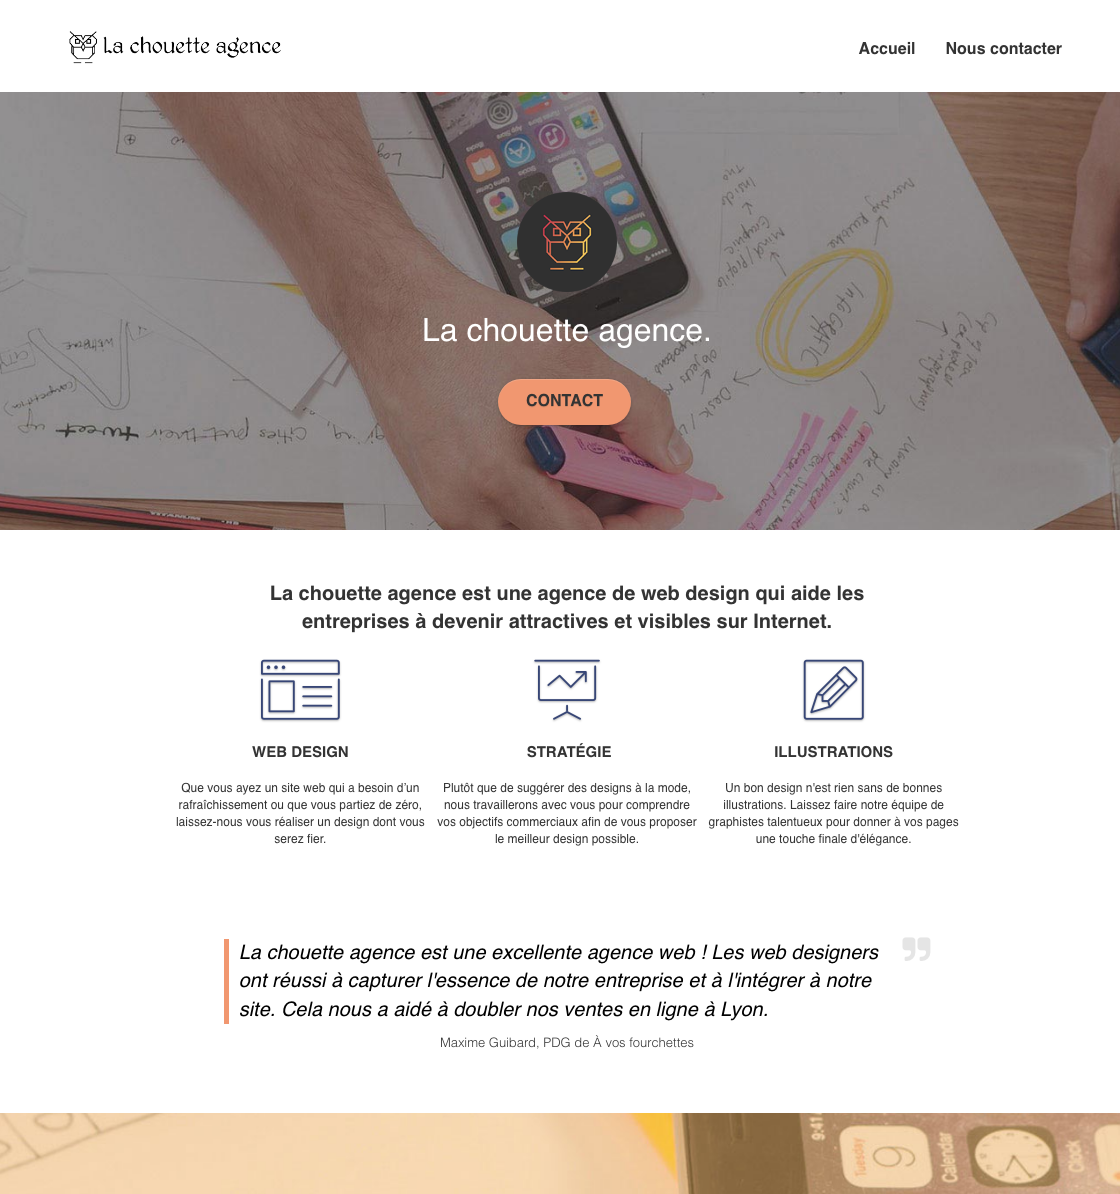 La chouette agence
Accueil
Nous contacter
La chouette agence.
CONTACT
La chouette agence est une agence de web design qui aide les
entreprises à devenir attractives et visibles sur Internet.
WEB DESIGN
Que vous ayez un site web qui a besoin d’un
rafraîchissement ou que vous partiez de zéro,
laissez-nous vous réaliser un design dont vous
serez fier.
STRATÉGIE
Plutôt que de suggérer des designs à la mode,
nous travaillerons avec vous pour comprendre
vos objectifs commerciaux afin de vous proposer
le meilleur design possible.
ILLUSTRATIONS
Un bon design n'est rien sans de bonnes
illustrations. Laissez faire notre équipe de
graphistes talentueux pour donner à vos pages
une touche finale d'élégance.
La chouette agence est une excellente agence web ! Les web designers
ont réussi à capturer l'essence de notre entreprise et à l'intégrer à notre
site. Cela nous a aidé à doubler nos ventes en ligne à Lyon.
Maxime Guibard, PDG de À vos fourchettes
9:41
Tuesday
9
Calendar
Clock